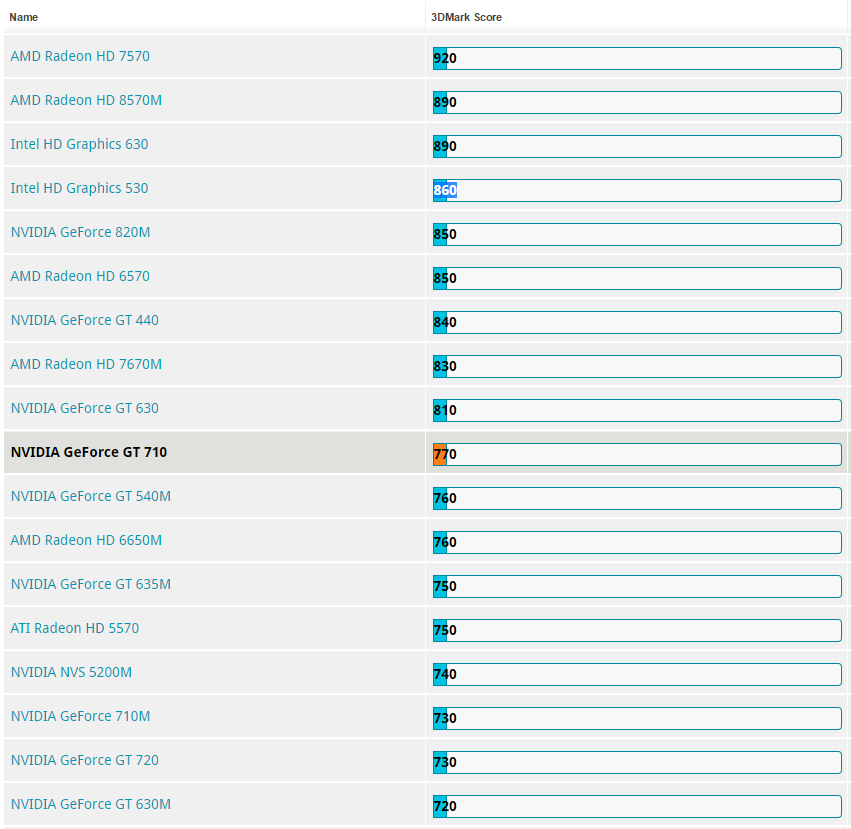 Name 3DMark Score
AMD Radeon HD 7570 920
AMD Radeon HD 8570M 890
Intel HD Graphics 630 890
Intel HD Graphics 530 860
NVIDIA GeForce 820M 850
AMD Radeon HD 6570 850
NVIDIA GeForce GT 440 840
AMD Radeon HD 7670M 830
NVIDIA GeForce GT 630 810
NVIDIA GeForce GT 710 770
NVIDIA GeForce GT 540M 760
AMD Radeon HD 6650M 760
NVIDIA GeForce GT 635M 750
ATI Radeon HD 5570 750
NVIDIA NVS 5200M 740
NVIDIA GeForce 710M 730
NVIDIA GeForce GT 720 730
NVIDIA GeForce GT 630M 720